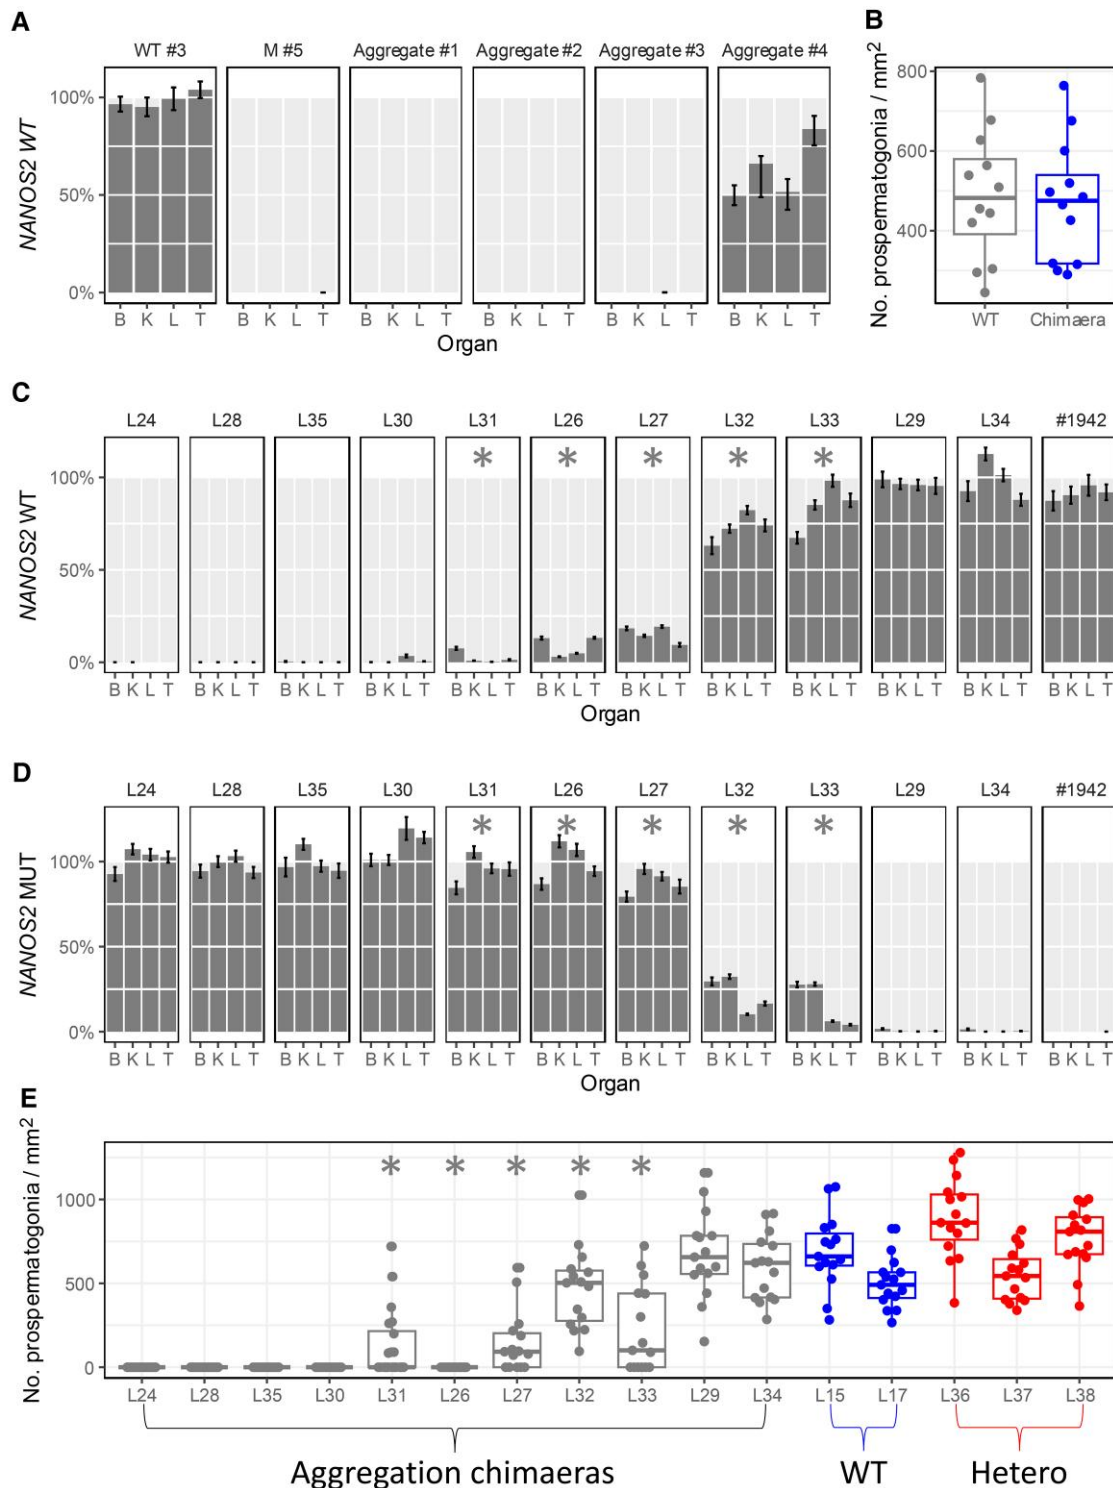 A
WT #3 M #5 Aggregate #1 Aggregate #2 Aggregate #3 Aggregate #4
NANOS2 WT
100%
50%
0%
B K L T B K L T B K L T B K L T B K L T B K L T
Organ
B
No. prospermatogonia / mm2
800
600
400
WT Chimaera
C
L24 L28 L35 L30 L31 L26 L27 L32 L33 L29 L34 #1942
* * * * *
NANOS2 WT
100%
50%
0%
B K L T B K L T B K L T B K L T B K L T B K L T B K L T B K L T B K L T B K L T B K L T B K L T
Organ
D
L24 L28 L35 L30 L31 L26 L27 L32 L33 L29 L34 #1942
* * * * *
NANOS2 MUT
100%
50%
0%
B K L T B K L T B K L T B K L T B K L T B K L T B K L T B K L T B K L T B K L T B K L T B K L T
Organ
E
No. prospermatogonia / mm2
* * * * *
1000
500
0
L24 L28 L35 L30 L31 L26 L27 L32 L33 L29 L34 L15 L17 L36 L37 L38
Aggregation chimaeras WT Hetero